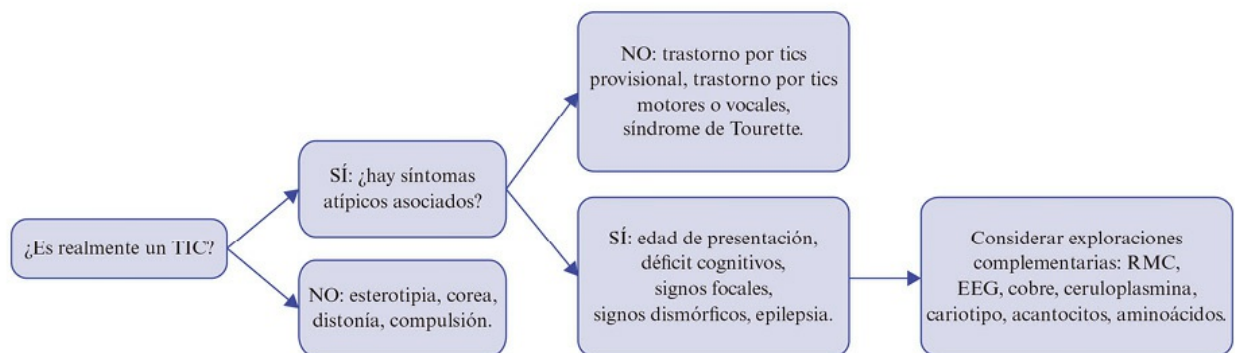 ¿Es realmente un TIC?
SÍ: ¿hay síntomas
atípicos asociados?
NO: esterotipia, corea,
distonía, compulsión.
NO: trastorno por tics
provisional, trastorno por tics
motores o vocales,
síndrome de Tourette.
SÍ: edad de presentación,
déficit cognitivos,
signos focales,
signos dismórficos, epilepsia.
Considerar exploraciones
complementarias: RMC,
EEG, cobre, ceruloplasmina,
cariotipo, acantocitos, aminoácidos.